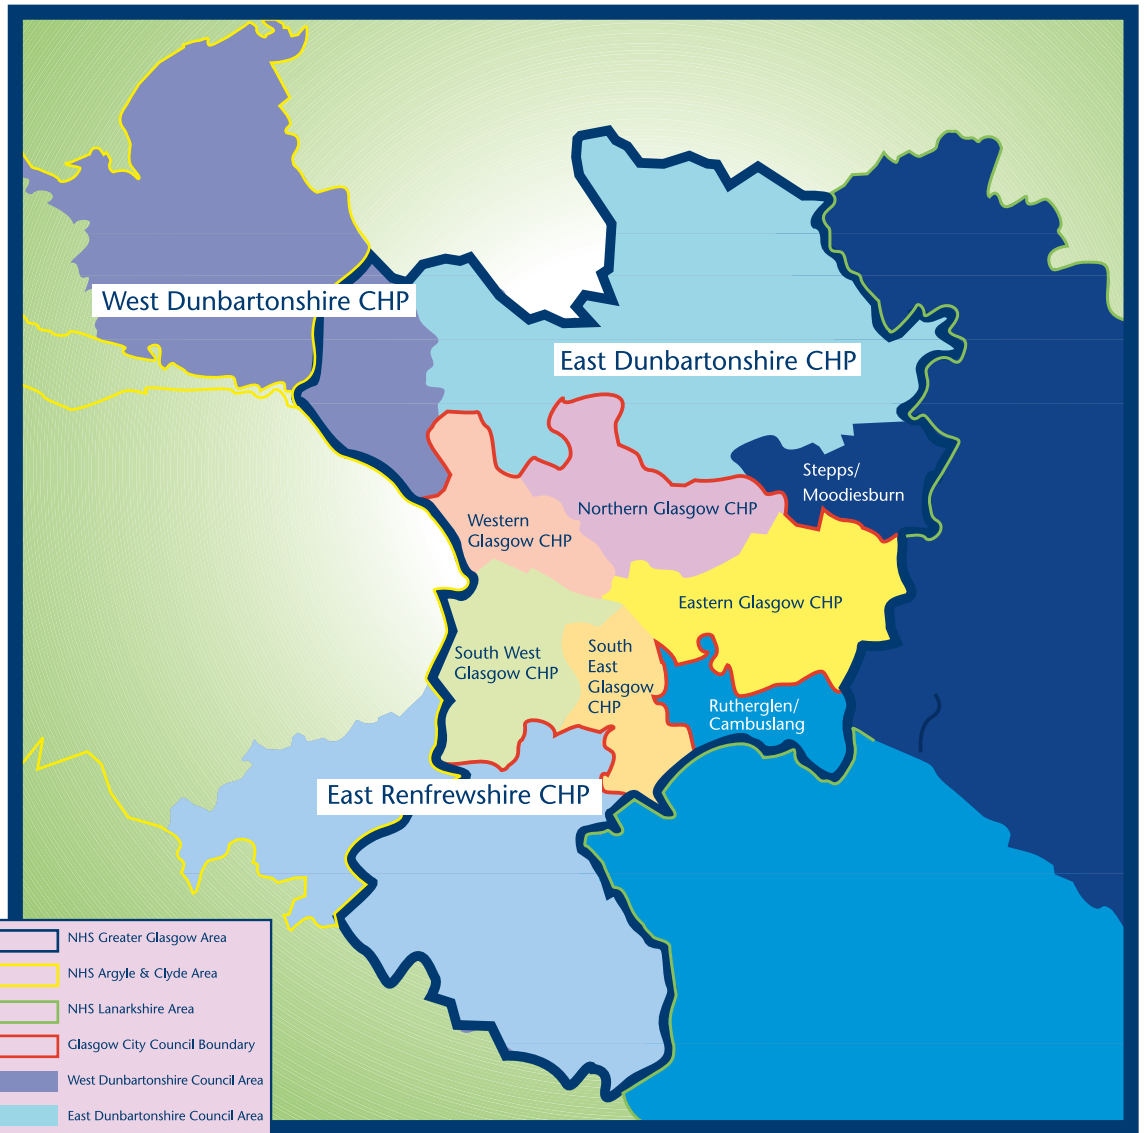 West Dunbartonshire CHP
East Dunbartonshire CHP
Stepps/
Moodiesburn
Northern Glasgow CHP
Western
Glasgow CHP
Eastern Glasgow CHP
South West
Glasgow CHP
South
East
Glasgow
CHP
Rutherglen/
Cambuslang
East Renfrewshire CHP
NHS Greater Glasgow Area
NHS Argyle & Clyde Area
NHS Lanarkshire Area
Glasgow City Council Boundary
West Dunbartonshire Council Area
East Dunbartonshire Council Area